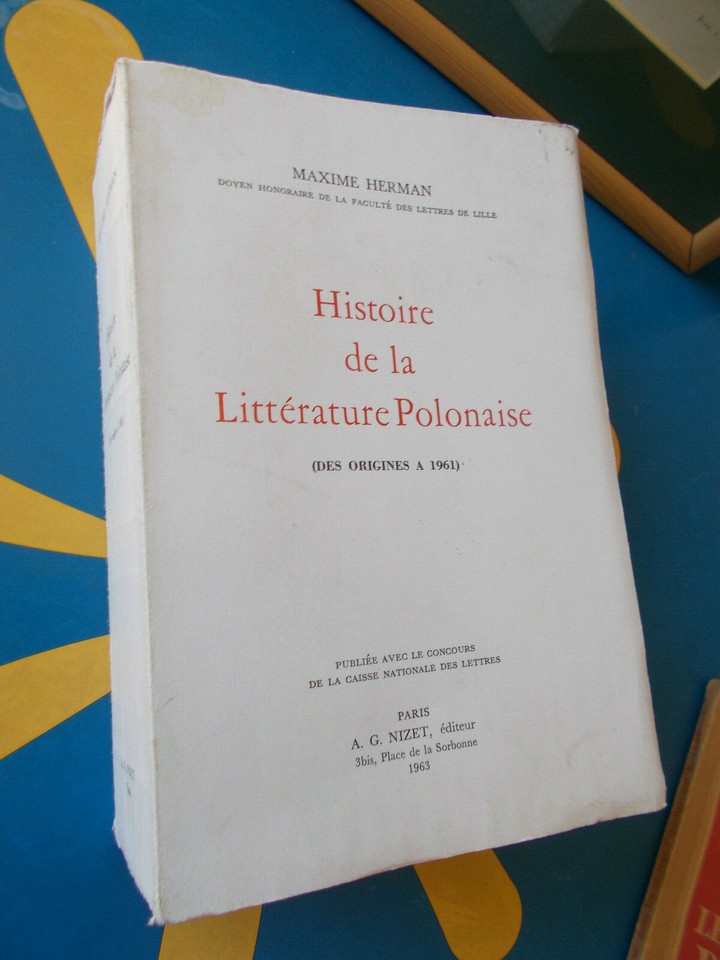 MAXIME HERMAN
DOYEN HONORAIRE DE LA FACULTÉ DES LETTRES DE LILLE
Histoire
de la
Littérature Polonaise
(DES ORIGINES A 1961)
PUBLIÉE AVEC LE CONCOURS
DE LA CAISSE NATIONALE DES LETTRES
PARIS
A. G. NIZET, éditeur
3bis, Place de la Sorbonne
1963